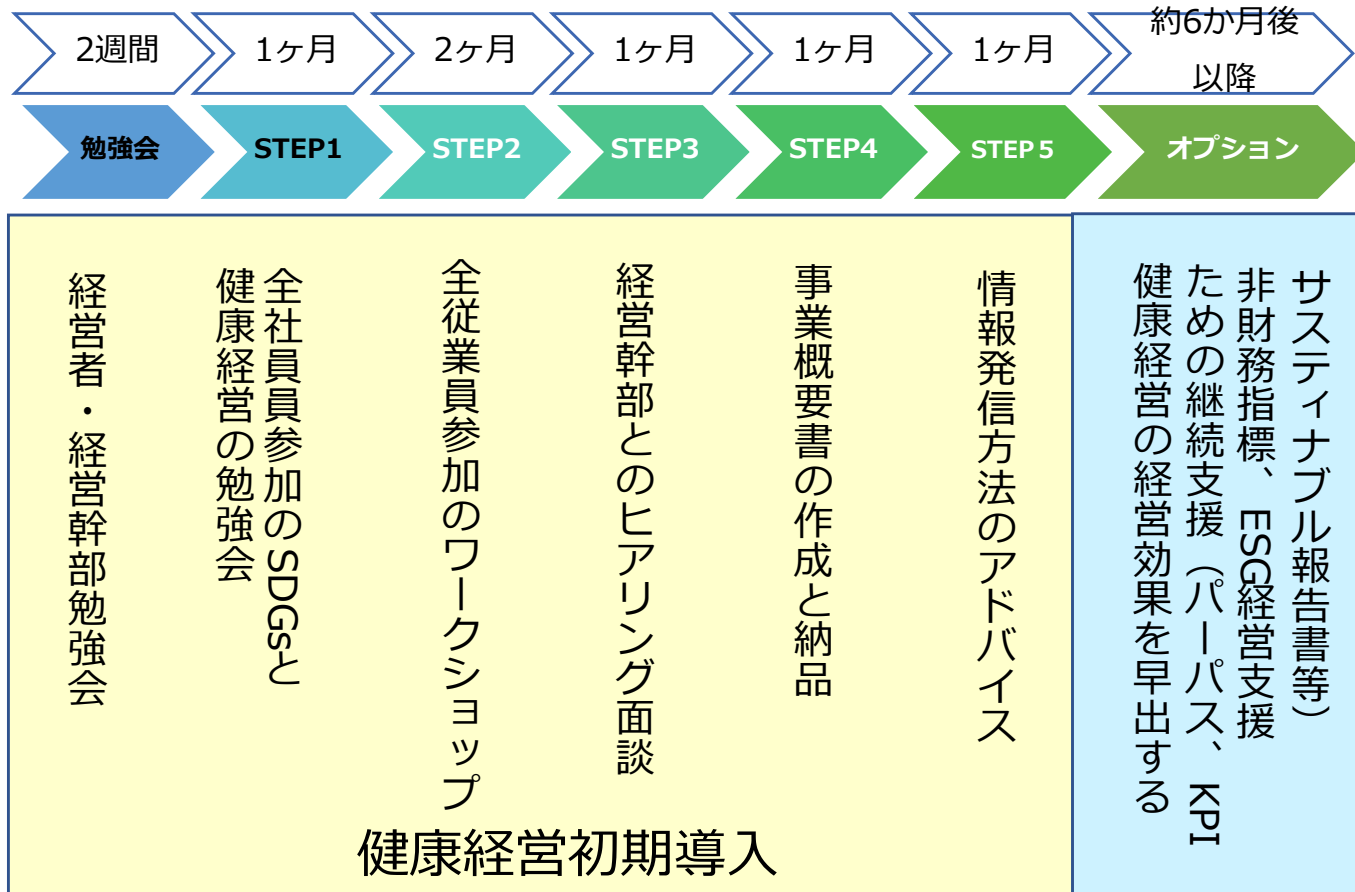 2週間
1ヶ月
2ヶ月
1ヶ月
1ヶ月
1ヶ月
約6か月後
以降
勉強会
STEP1
STEP2
STEP3
STEP4
STEP５
オプション
経営者・経営幹部勉強会
全社員員参加のSDGsと
健康経営の勉強会
全従業員参加のワークショップ
経営幹部とのヒアリング面談
事業概要書の作成と納品
情報発信方法のアドバイス
健康経営の経営効果を早出する
ための継続支援（パーパス、KPI
非財務指標、ESG経営支援
サスティナブル報告書等）
健康経営初期導入